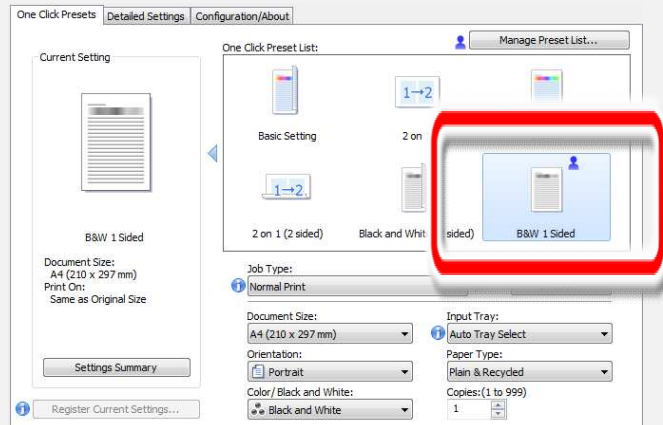 One Click Presets Detailed Settings Configuration/About
Current Setting
One Click Preset List:
Manage Preset List...
1→2
Basic Setting
2 on
1→2
B&W 1 Sided
2 on 1 (2 sided)
Black and Whit
sided)
B&W 1 Sided
Document Size:
A4 (210 x 297 mm)
Print On:
Same as Original Size
Settings Summary
Register Current Settings...
Job Type:
Normal Print
Document Size:
Input Tray:
A4 (210 x 297 mm)
Auto Tray Select
Orientation:
Paper Type:
Portrait
Plain & Recycled
Color/ Black and White:
Copies:(1 to 999)
Black and White
1